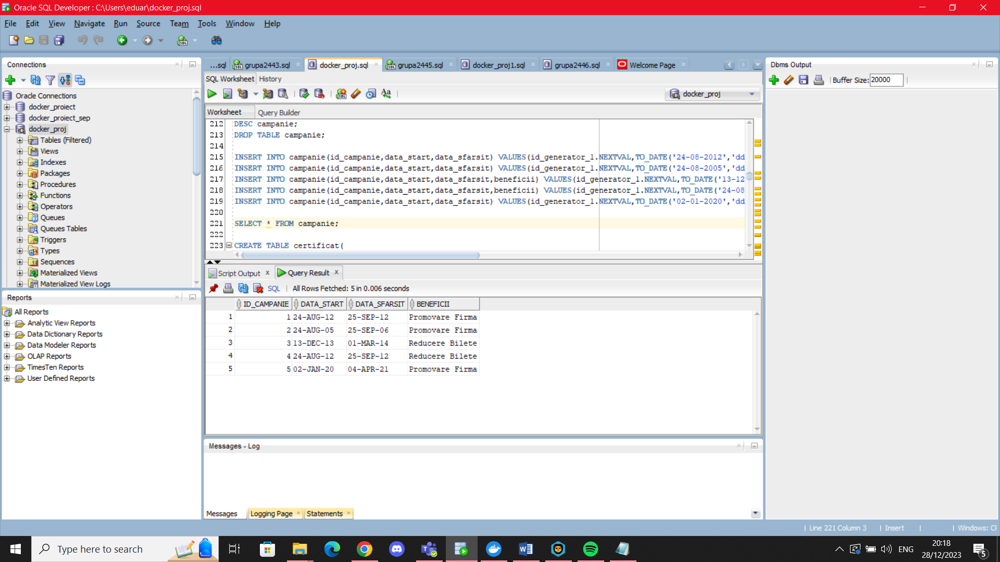 Oracle SQL Developer : C:\Users\eduar\docker_proj.sql
File Edit View Navigate Run Source Team Tools Window Help
Connections
Oracle Connections
docker_proiect
docker_proiect_sep
docker_proj
Tables (Filtered)
Views
Indexes
Packages
Procedures
Functions
Operators
Queues
Queues Tables
Triggers
Types
Sequences
Materialized Views
Materialized View Logs
Reports
All Reports
Analytic View Reports
Data Dictionary Reports
Data Modeler Reports
OLAP Reports
TimesTen Reports
User Defined Reports
...sql grupa2443.sql docker_proj.sql grupa2445.sql docker_proj1.sql grupa2446.sql Welcome Page
SQL Worksheet History
docker_proj
Worksheet Query Builder
212 DESC campanie;
213 DROP TABLE campanie;
214
215 INSERT INTO campanie(id_campanie,data_start,data_sfarsit) VALUES(id_generator_1.NEXTVAL,TO_DATE('24-08-2012','dd
216 INSERT INTO campanie(id_campanie,data_start,data_sfarsit) VALUES(id_generator_1.NEXTVAL,TO_DATE('24-08-2005','dd
217 INSERT INTO campanie(id_campanie,data_start,data_sfarsit,beneficii) VALUES(id_generator_1.NEXTVAL,TO_DATE('13-12
218 INSERT INTO campanie(id_campanie,data_start,data_sfarsit,beneficii) VALUES(id_generator_1.NEXTVAL,TO_DATE('24-08
219 INSERT INTO campanie(id_campanie,data_start,data_sfarsit) VALUES(id_generator_1.NEXTVAL,TO_DATE('02-01-2020','dd
220
221 SELECT * FROM campanie;
222
223 CREATE TABLE certificat(
Script Output Query Result
SQL All Rows Fetched: 5 in 0.006 seconds
ID_CAMPANIE DATA_START DATA_SFARSIT BENEFICII
1 1 24-AUG-12 25-SEP-12 Promovare Firma
2 2 24-AUG-05 25-SEP-06 Promovare Firma
3 3 13-DEC-13 01-MAR-14 Reducere Bilete
4 4 24-AUG-12 25-SEP-12 Reducere Bilete
5 5 02-JAN-20 04-APR-21 Promovare Firma
Messages - Log
Messages Logging Page Statements
Dbms Output
Buffer Size: 20000
Line 221 Column 3 Insert Windows: CF
Type here to search
ENG
20:18
28/12/2023
5